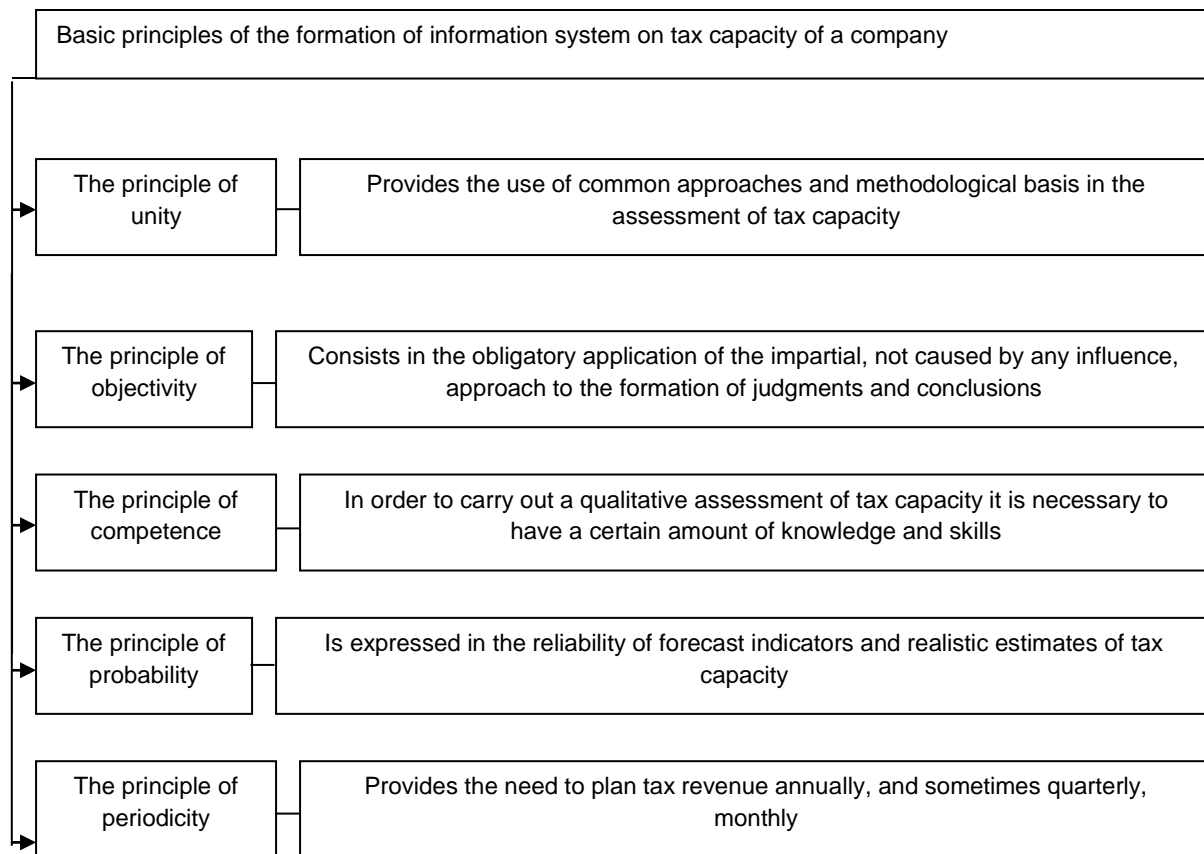 Basic principles of the formation of information system on tax capacity of a company
The principle of
unity
Provides the use of common approaches and methodological basis in the
assessment of tax capacity
The principle of
objectivity
Consists in the obligatory application of the impartial, not caused by any influence,
approach to the formation of judgments and conclusions
The principle of
competence
In order to carry out a qualitative assessment of tax capacity it is necessary to
have a certain amount of knowledge and skills
The principle of
probability
Is expressed in the reliability of forecast indicators and realistic estimates of tax
capacity
The principle of
periodicity
Provides the need to plan tax revenue annually, and sometimes quarterly,
monthly